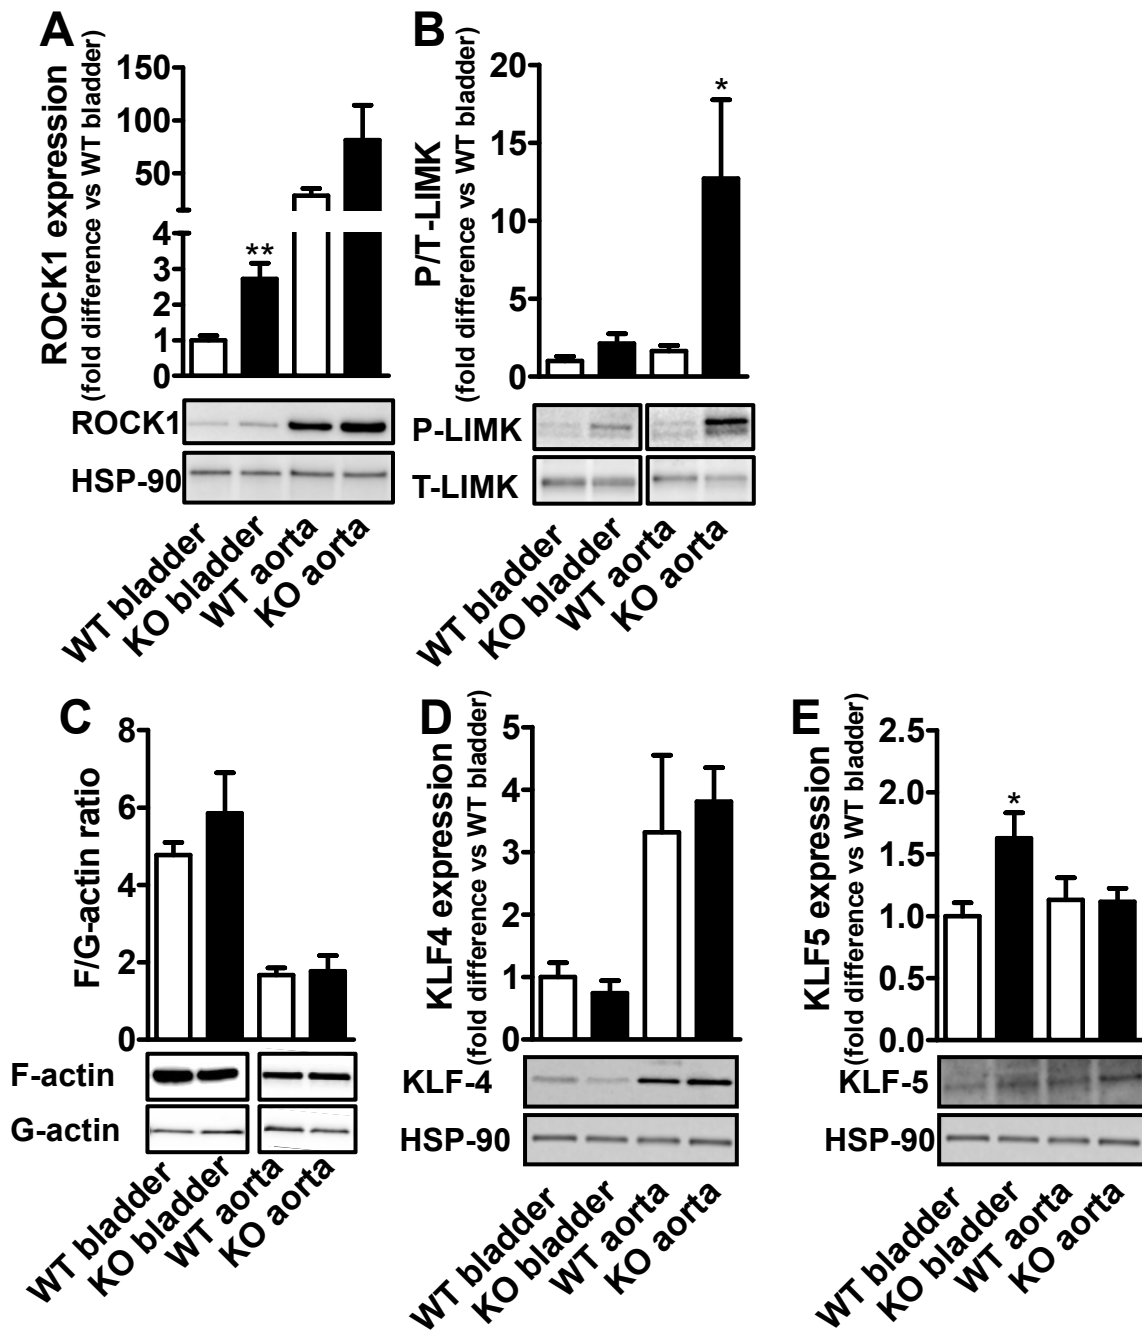 A
ROCK1 expression
(fold difference vs WT bladder)
150
100
50
4
3
2
1
0
**
ROCK1
HSP-90
WT bladder
KO bladder
WT aorta
KO aorta
B
P/T-LIMK
(fold difference vs WT bladder)
20
15
10
5
0
*
P-LIMK
T-LIMK
WT bladder
KO bladder
WT aorta
KO aorta
C
F/G-actin ratio
8
6
4
2
0
F-actin
G-actin
WT bladder
KO bladder
WT aorta
KO aorta
D
KLF4 expression
(fold difference vs WT bladder)
5
4
3
2
1
0
KLF-4
HSP-90
WT bladder
KO bladder
WT aorta
KO aorta
E
KLF5 expression
(fold difference vs WT bladder)
2.5
2.0
1.5
1.0
0.5
0.0
*
KLF-5
HSP-90
WT bladder
KO bladder
WT aorta
KO aorta